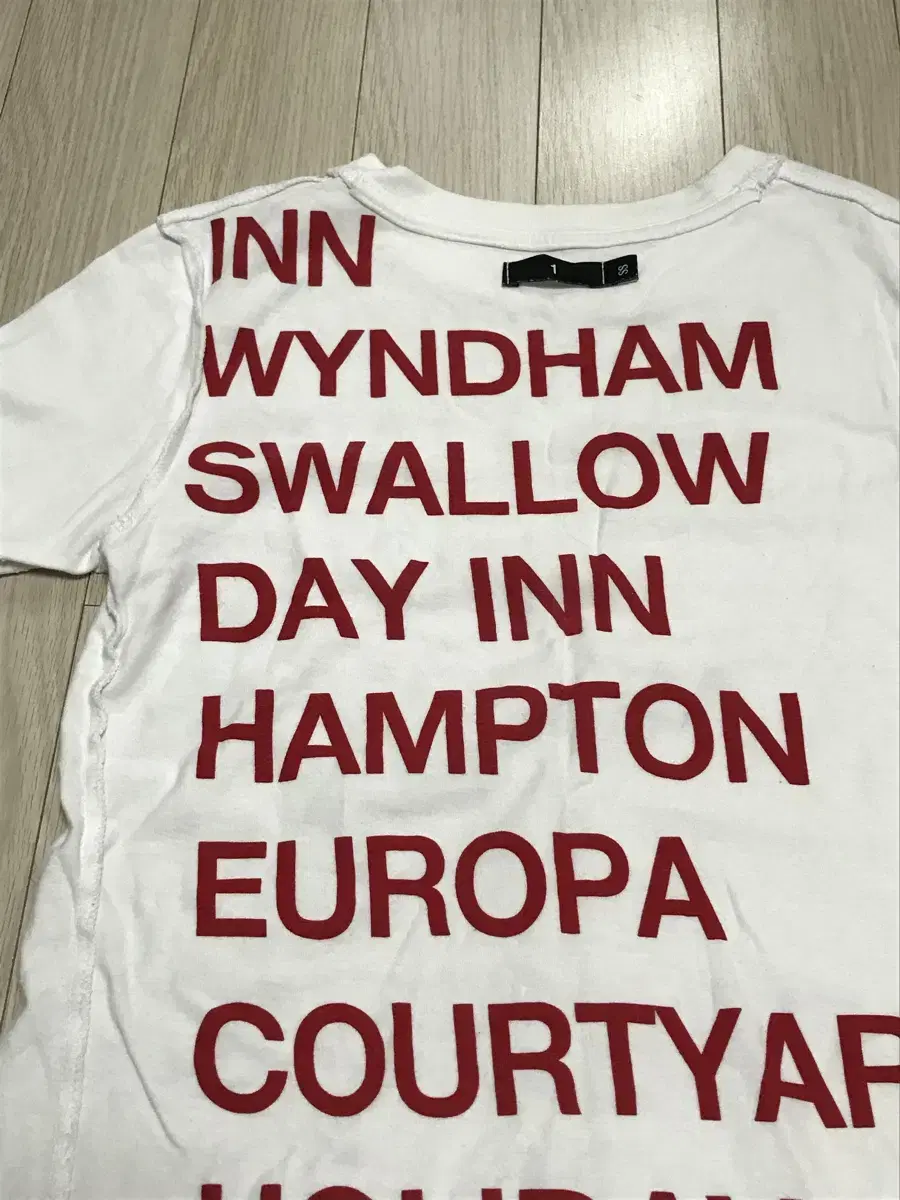 INN
1
WYNDHAM
SWALLOW
DAY INN
HAMPTON
EUROPA
COURTYAR